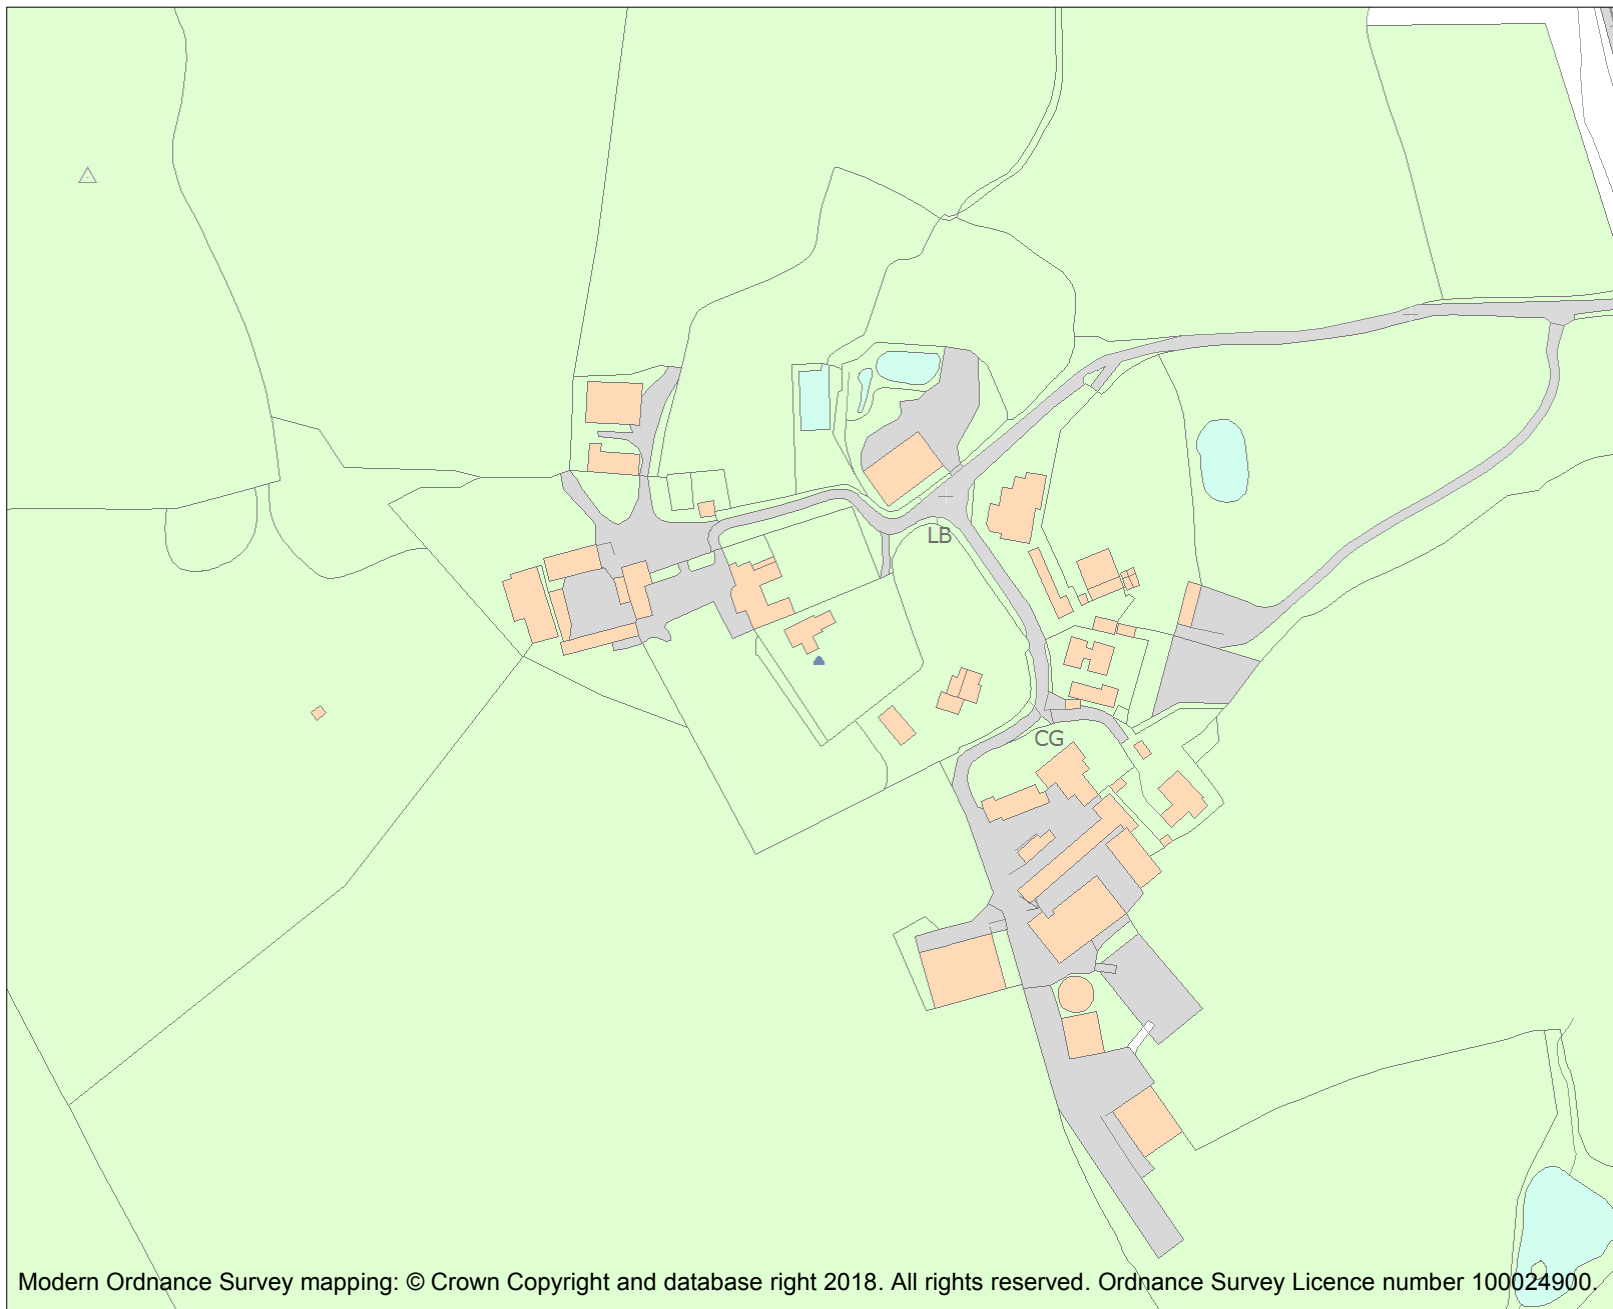 LB
CG
Modern Ordnance Survey mapping: © Crown Copyright and database right 2018. All rights reserved. Ordnance Survey Licence number 100024900.